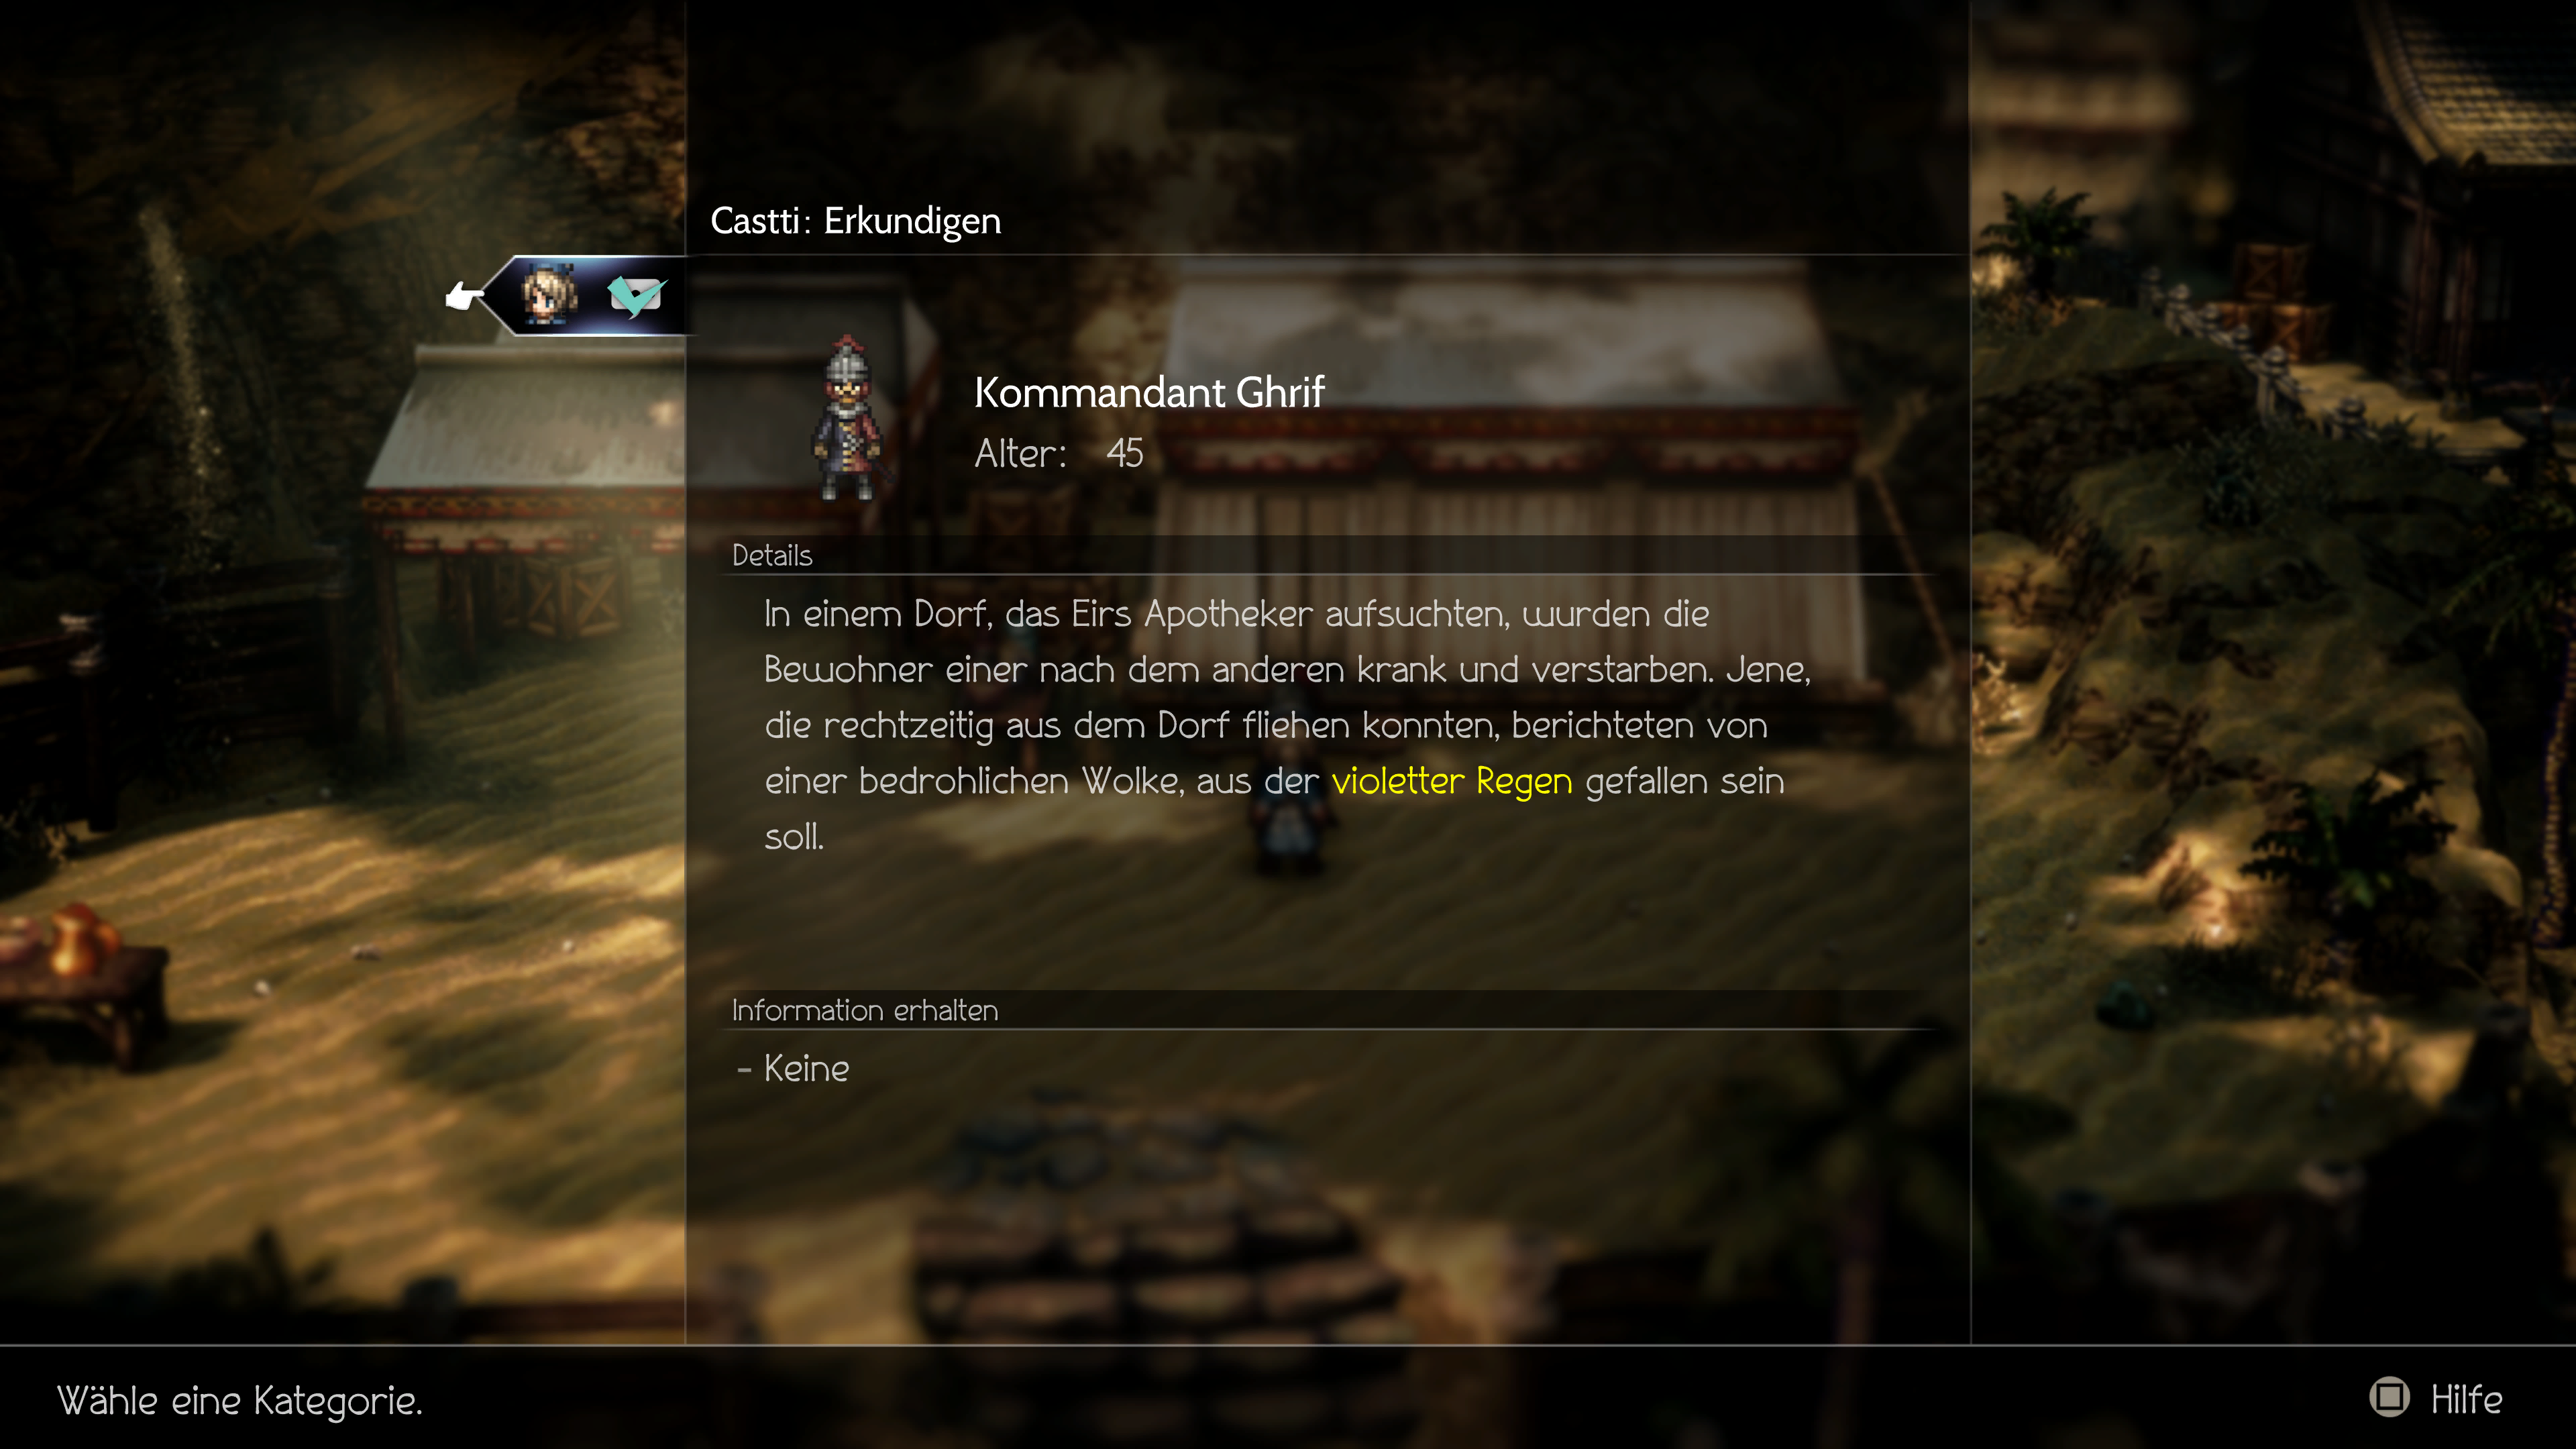 Castti: Erkundigen
Kommandant Ghrif
Alter: 45
Details
In einem Dorf, das Eirs Apotheker aufsuchten, wurden die
Bewohner einer nach dem anderen krank und verstarben. Jene,
die rechtzeitig aus dem Dorf fliehen konnten, berichteten von
einer bedrohlichen Wolke, aus der violetter Regen gefallen sein
soll.
Information erhalten
- Keine
Wähle eine Kategorie.
Hilfe